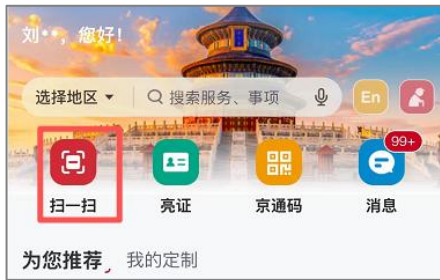 刘**，您好！
选择地区 搜索服务、事项 En
99+
扫一扫 亮证 京通码 消息
为您推荐 我的定制